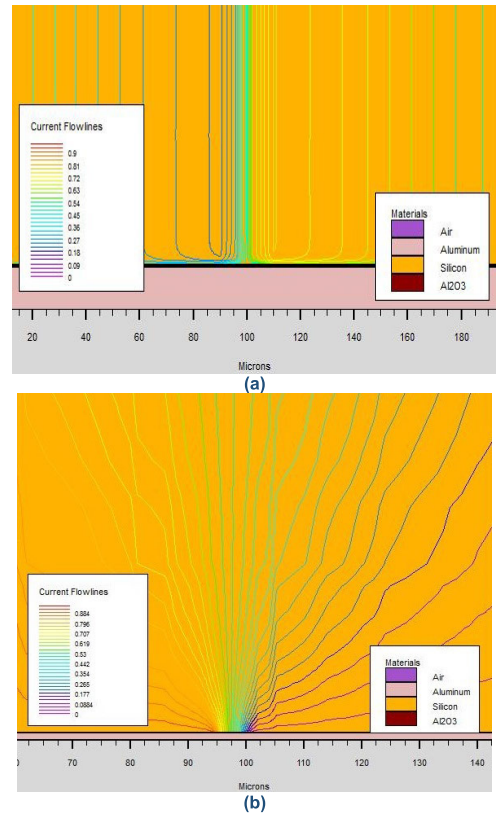 Current Flowlines
0.9
0.81
0.72
0.63
0.54
0.45
0.36
0.27
0.18
0.09
0
Materials
Air
Aluminum
Silicon
Al2O3
20 40 60 80 100 120 140 160 180
Microns
(a)
Current Flowlines
0.884
0.796
0.707
0.619
0.53
0.442
0.354
0.265
0.177
0.0884
0
Materials
Air
Aluminum
Silicon
Al2O3
70 80 90 100 110 120 130 140
Microns
(b)